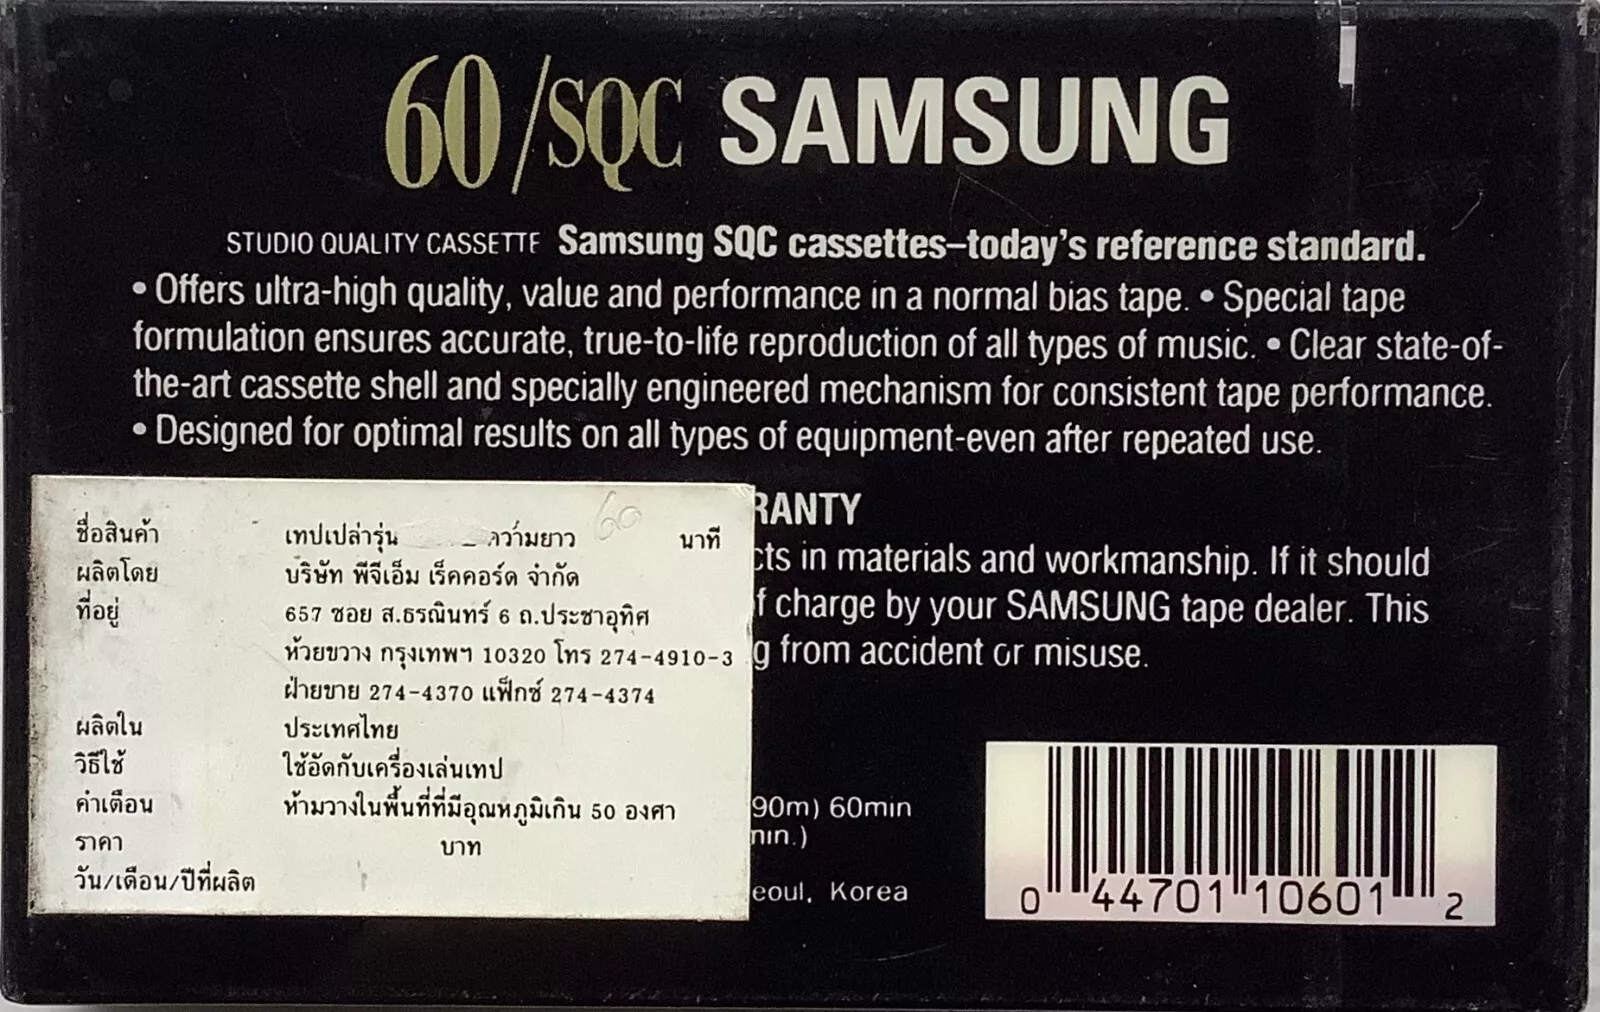 60/SQC SAMSUNG
STUDIO QUALITY CASSETTE Samsung SQC cassettes–today's reference standard.
• Offers ultra-high quality, value and performance in a normal bias tape. • Special tape
formulation ensures accurate, true-to-life reproduction of all types of music. • Clear state-of-
the-art cassette shell and specially engineered mechanism for consistent tape performance.
• Designed for optimal results on all types of equipment-even after repeated use.
RANTY
cts in materials and workmanship. If it should
f charge by your SAMSUNG tape dealer. This
g from accident or misuse.
90m) 60min
min.)
eoul, Korea
ชื่อสินค้า เทปเปล่ารุ่น ความยาว 60 นาที
ผลิตโดย บริษัท พีจีเอ็ม เร็คคอร์ด จำกัด
ที่อยู่ 657 ซอย ส.ธรณินทร์ 6 ถ.ประชาอุทิศ
ห้วยขวาง กรุงเทพฯ 10320 โทร 274-4910-3
ฝ่ายขาย 274-4370 แฟ็กซ์ 274-4374
ผลิตใน ประเทศไทย
วิธีใช้ ใช้อัดกับเครื่องเล่นเทป
คำเตือน ห้ามวางในพื้นที่ที่มีอุณหภูมิเกิน 50 องศา
ราคา บาท
วัน/เดือน/ปีที่ผลิต
0 44701 10601 2